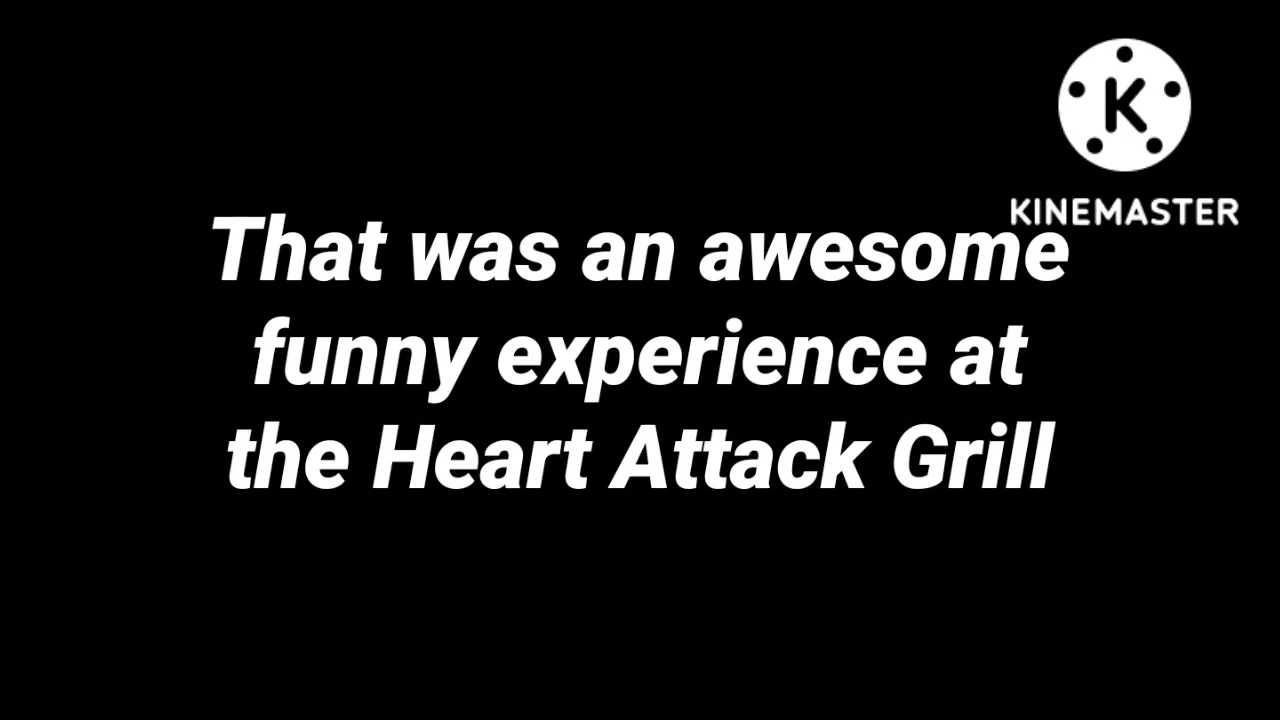 K
KINEMASTER
That was an awesome
funny experience at
the Heart Attack Grill